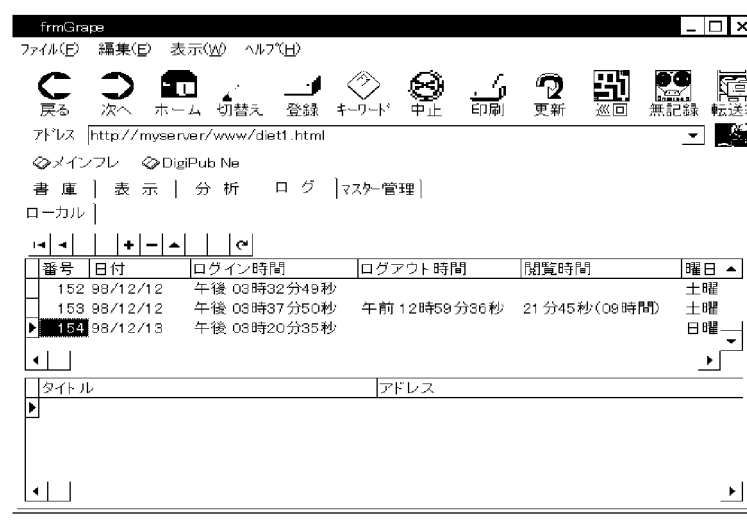 frmGrape
ファイル(F) 編集(E) 表示(W) ヘルプ(H)
戻る 次へ ホーム 切替え 登録 キーワード 中止 印刷 更新 巡回 無記録 転送
アドレス http://myserver/www/diet1.html
メインフレ DigiPub Ne
書 庫 表 示 分 析 ロ グ マスター管理
ローカル
番号 日付 ログイン時間 ログアウト時間 閲覧時間 曜日
152 98/12/12 午後 03時32分49秒 土曜
153 98/12/12 午後 03時37分50秒 午前 12時59分36秒 21分45秒(09時間) 土曜
154 98/12/13 午後 03時20分35秒 日曜
タイトル アドレス